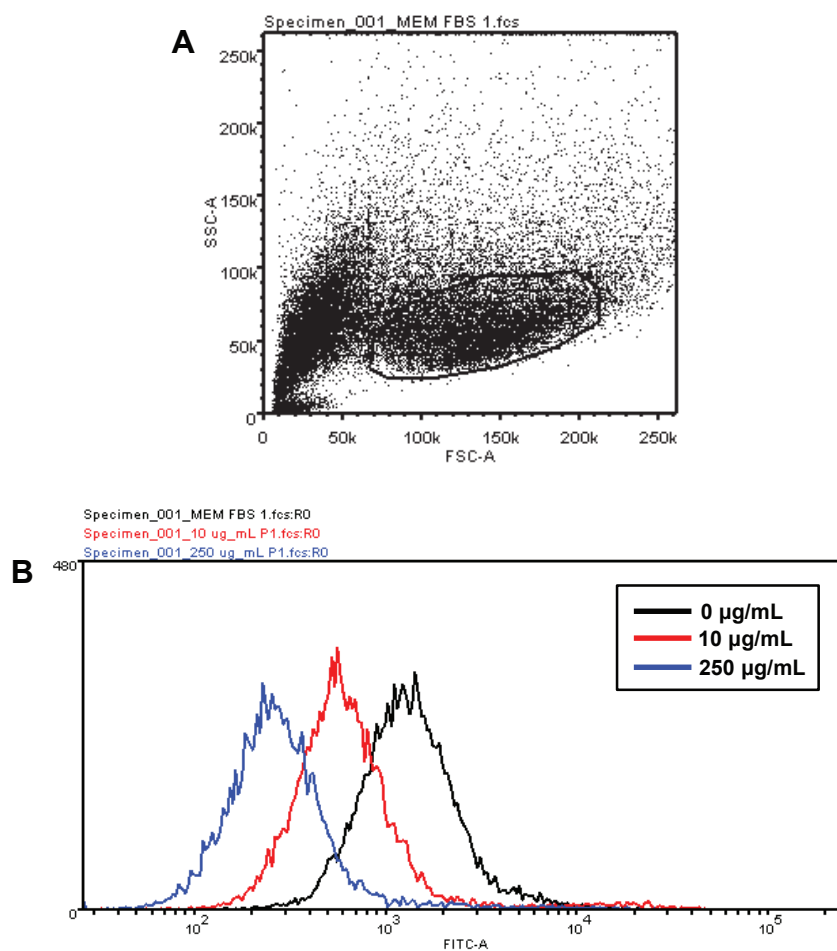 Specimen_001_MEM FBS 1.fcs
A
250k
200k
150k
100k
50k
0
SSC-A
0 50k 100k 150k 200k 250k
FSC-A
Specimen_001_MEM FBS 1.fcs:R0
Specimen_001_10 ug_mL P1.fcs:R0
Specimen_001_250 ug_mL P1.fcs:R0
B
480
0 µg/mL
10 µg/mL
250 µg/mL
0
10² 10³ 10⁴ 10⁵
FITC-A